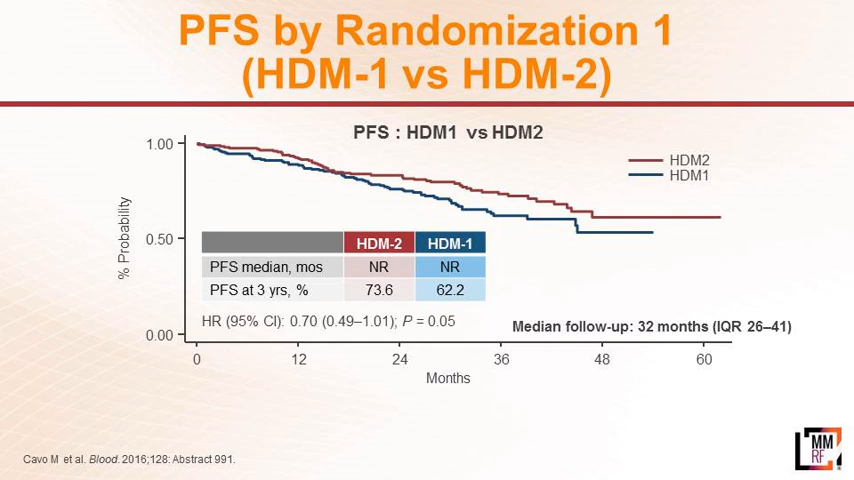 PFS by Randomization 1
(HDM-1 vs HDM-2)
PFS : HDM1 vs HDM2
1.00
0.50
0.00
% Probability
HDM2
HDM1
HDM-2 HDM-1
PFS median, mos NR NR
PFS at 3 yrs, % 73.6 62.2
HR (95% CI): 0.70 (0.49–1.01); P = 0.05
Median follow-up: 32 months (IQR 26–41)
0 12 24 36 48 60
Months
Cavo M et al. Blood. 2016;128: Abstract 991.
MM
RF